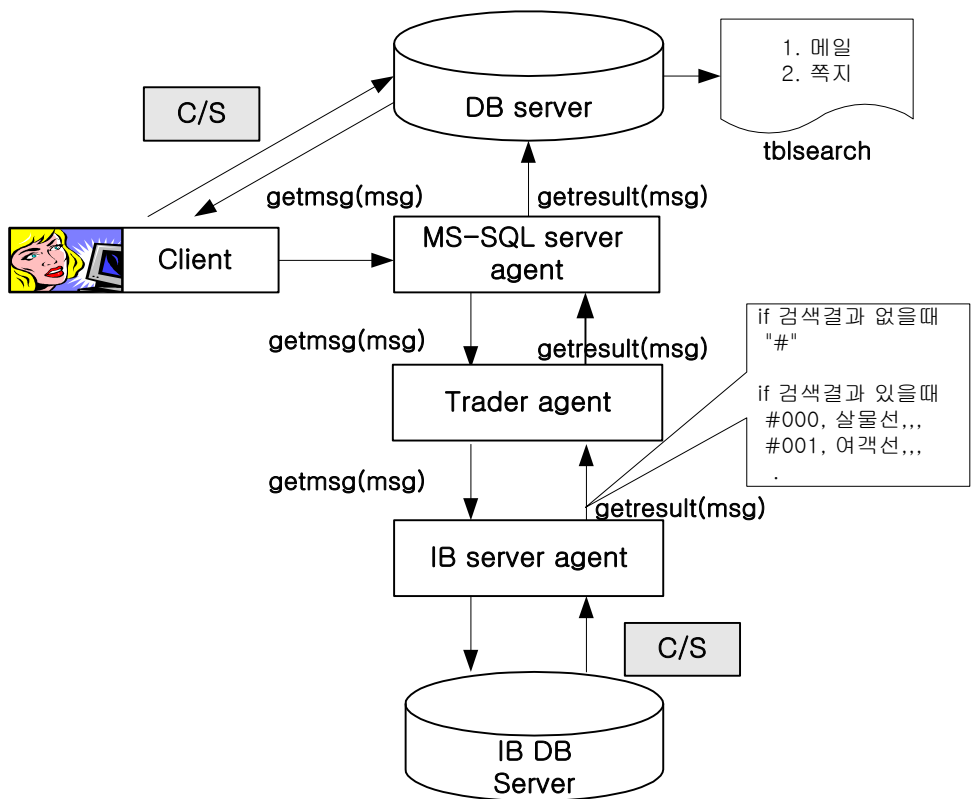 1. 메일
2. 쪽지
C/S
DB server
tblsearch
getmsg(msg)
getresult(msg)
Client
MS-SQL server
agent
if 검색결과 없을때
"#"
getmsg(msg)
getresult(msg)
if 검색결과 있을때
#000, 살물선,,,
#001, 여객선,,,
.
Trader agent
getmsg(msg)
getresult(msg)
IB server agent
C/S
IB DB
Server